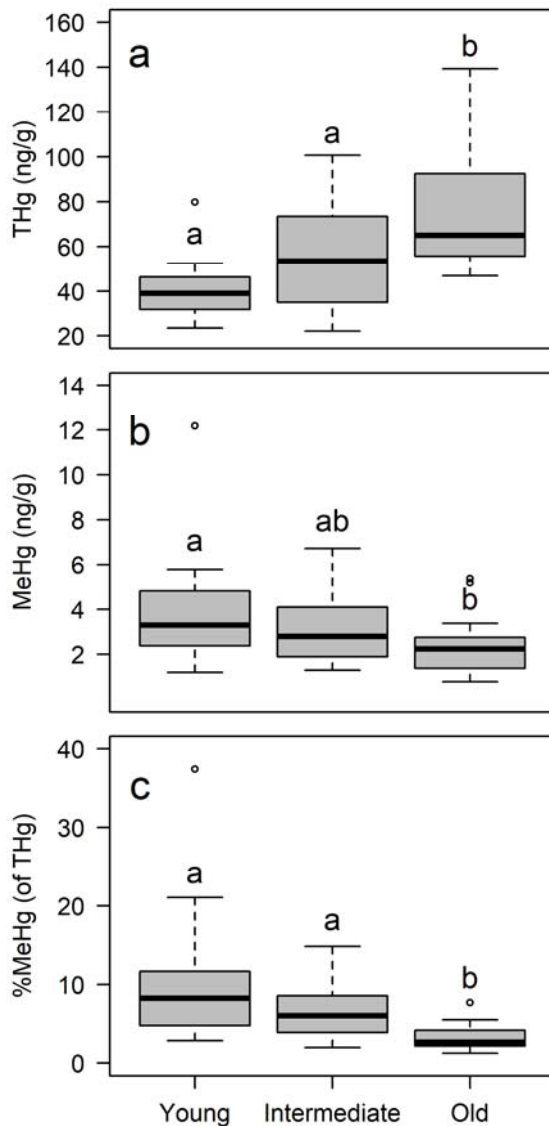 160
140
120
100
80
60
40
20
THg (ng/g)
a
a
a
b
14
12
10
8
6
4
2
MeHg (ng/g)
b
a
ab
b
40
30
20
10
0
%MeHg (of THg)
c
a
a
b
Young Intermediate Old